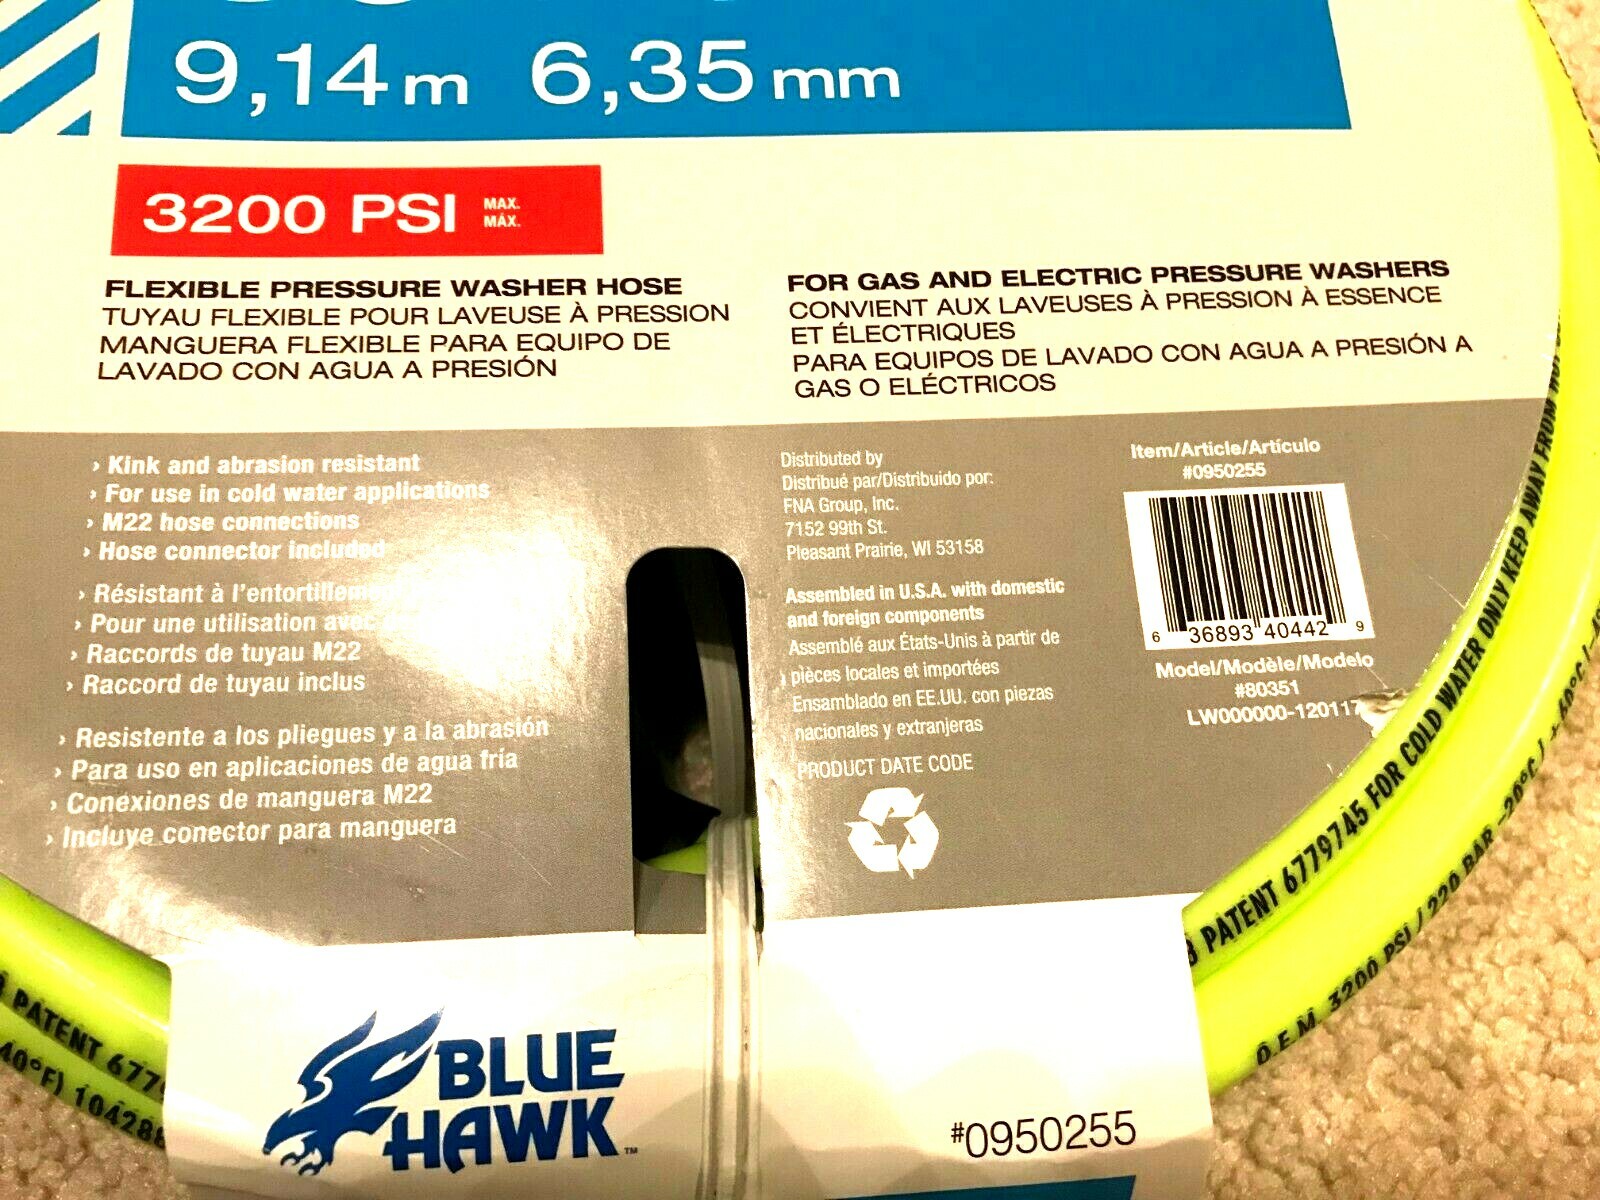 9,14m 6,35mm
3200 PSI MAX.
MÁX.
FLEXIBLE PRESSURE WASHER HOSE
TUYAU FLEXIBLE POUR LAVEUSE À PRESSION
MANGUERA FLEXIBLE PARA EQUIPO DE
LAVADO CON AGUA A PRESIÓN
FOR GAS AND ELECTRIC PRESSURE WASHERS
CONVIENT AUX LAVEUSES À PRESSION À ESSENCE
ET ÉLECTRIQUES
PARA EQUIPOS DE LAVADO CON AGUA A PRESIÓN A
GAS O ELÉCTRICOS
› Kink and abrasion resistant
› For use in cold water applications
› M22 hose connections
› Hose connector included
› Résistant à l'entortillement
› Pour une utilisation avec
› Raccords de tuyau M22
› Raccord de tuyau inclus
› Resistente a los pliegues y a la abrasión
› Para uso en aplicaciones de agua fría
› Conexiones de manguera M22
› Incluye conector para manguera
Distributed by
Distribué par/Distribuido por:
FNA Group, Inc.
7152 99th St.
Pleasant Prairie, WI 53158
Assembled in U.S.A. with domestic
and foreign components
Assemblé aux États-Unis à partir de
pièces locales et importées
Ensamblado en EE.UU. con piezas
nacionales y extranjeras
PRODUCT DATE CODE
Item/Article/Artículo
#0950255
6 36893 40442 9
Model/Modèle/Modelo
#80351
LW000000-120117
PATENT 6779745 FOR COLD WATER ONLY KEEP AWAY FROM HOT
O.E.M. 3200 PSI / 220 BAR -20°C /
PATENT 677
40°F) 104288
BLUE
HAWK™
#0950255